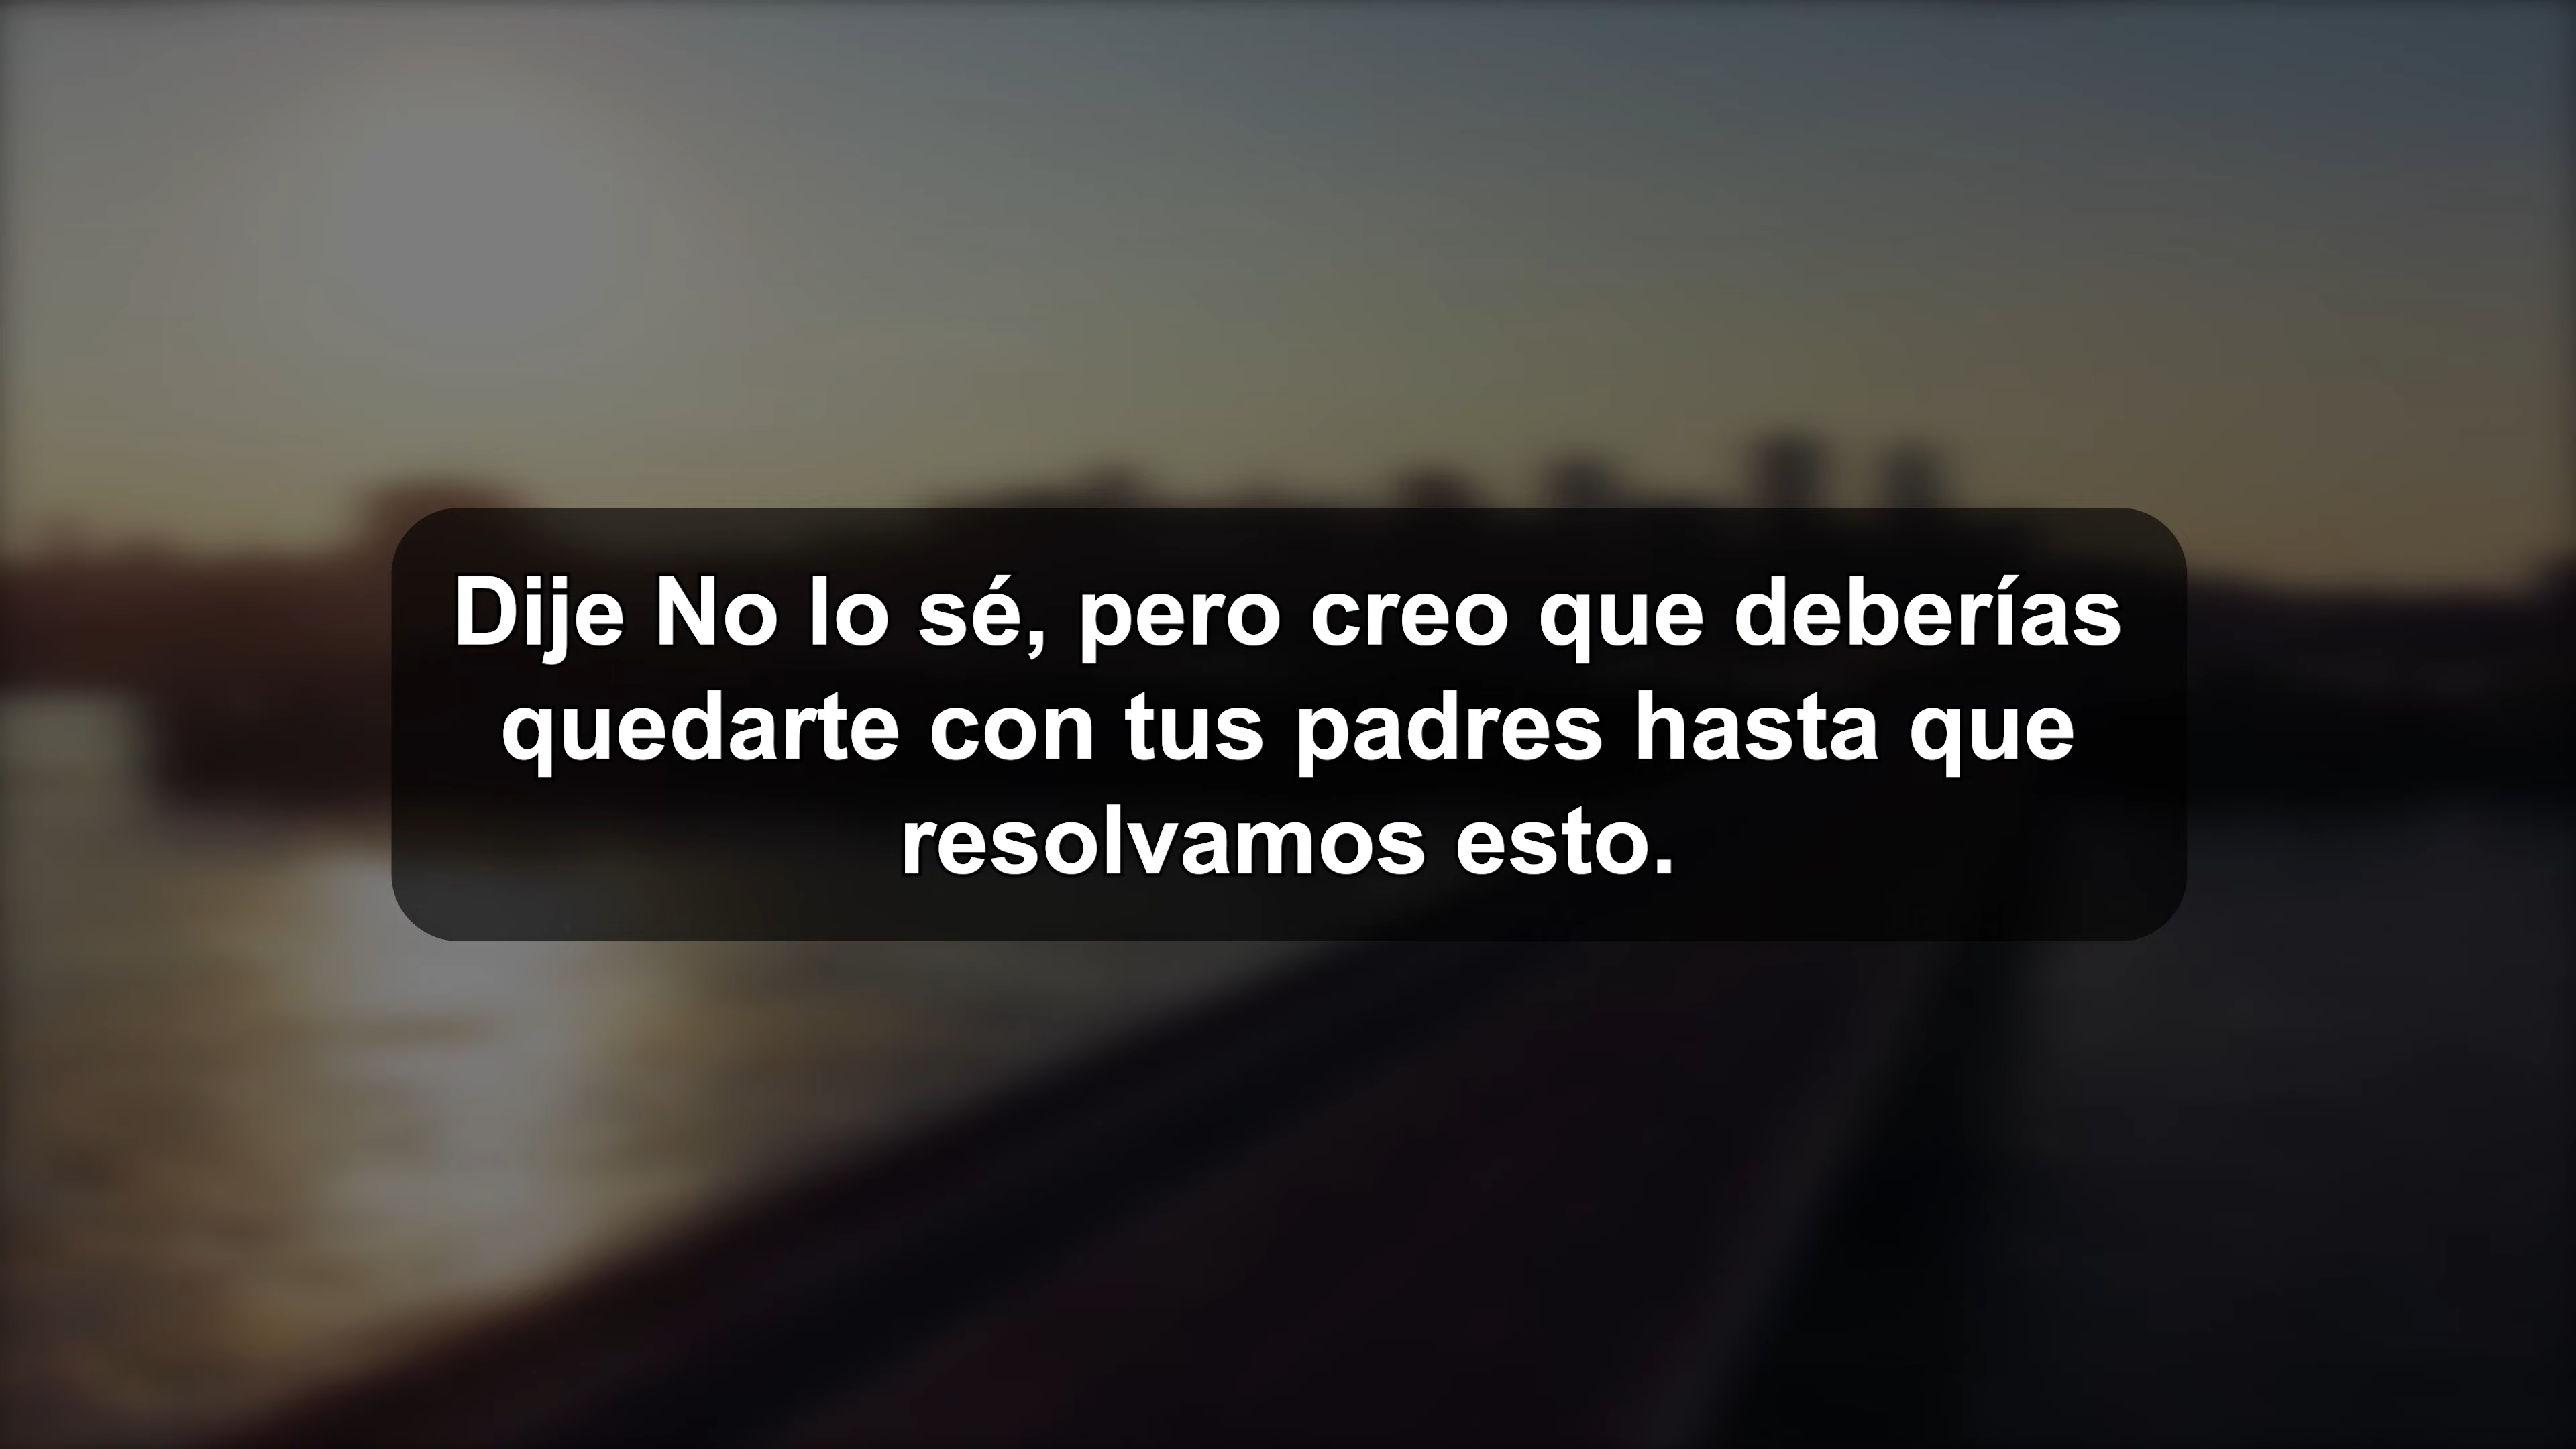 Dije No lo sé, pero creo que deberías
quedarte con tus padres hasta que
resolvamos esto.